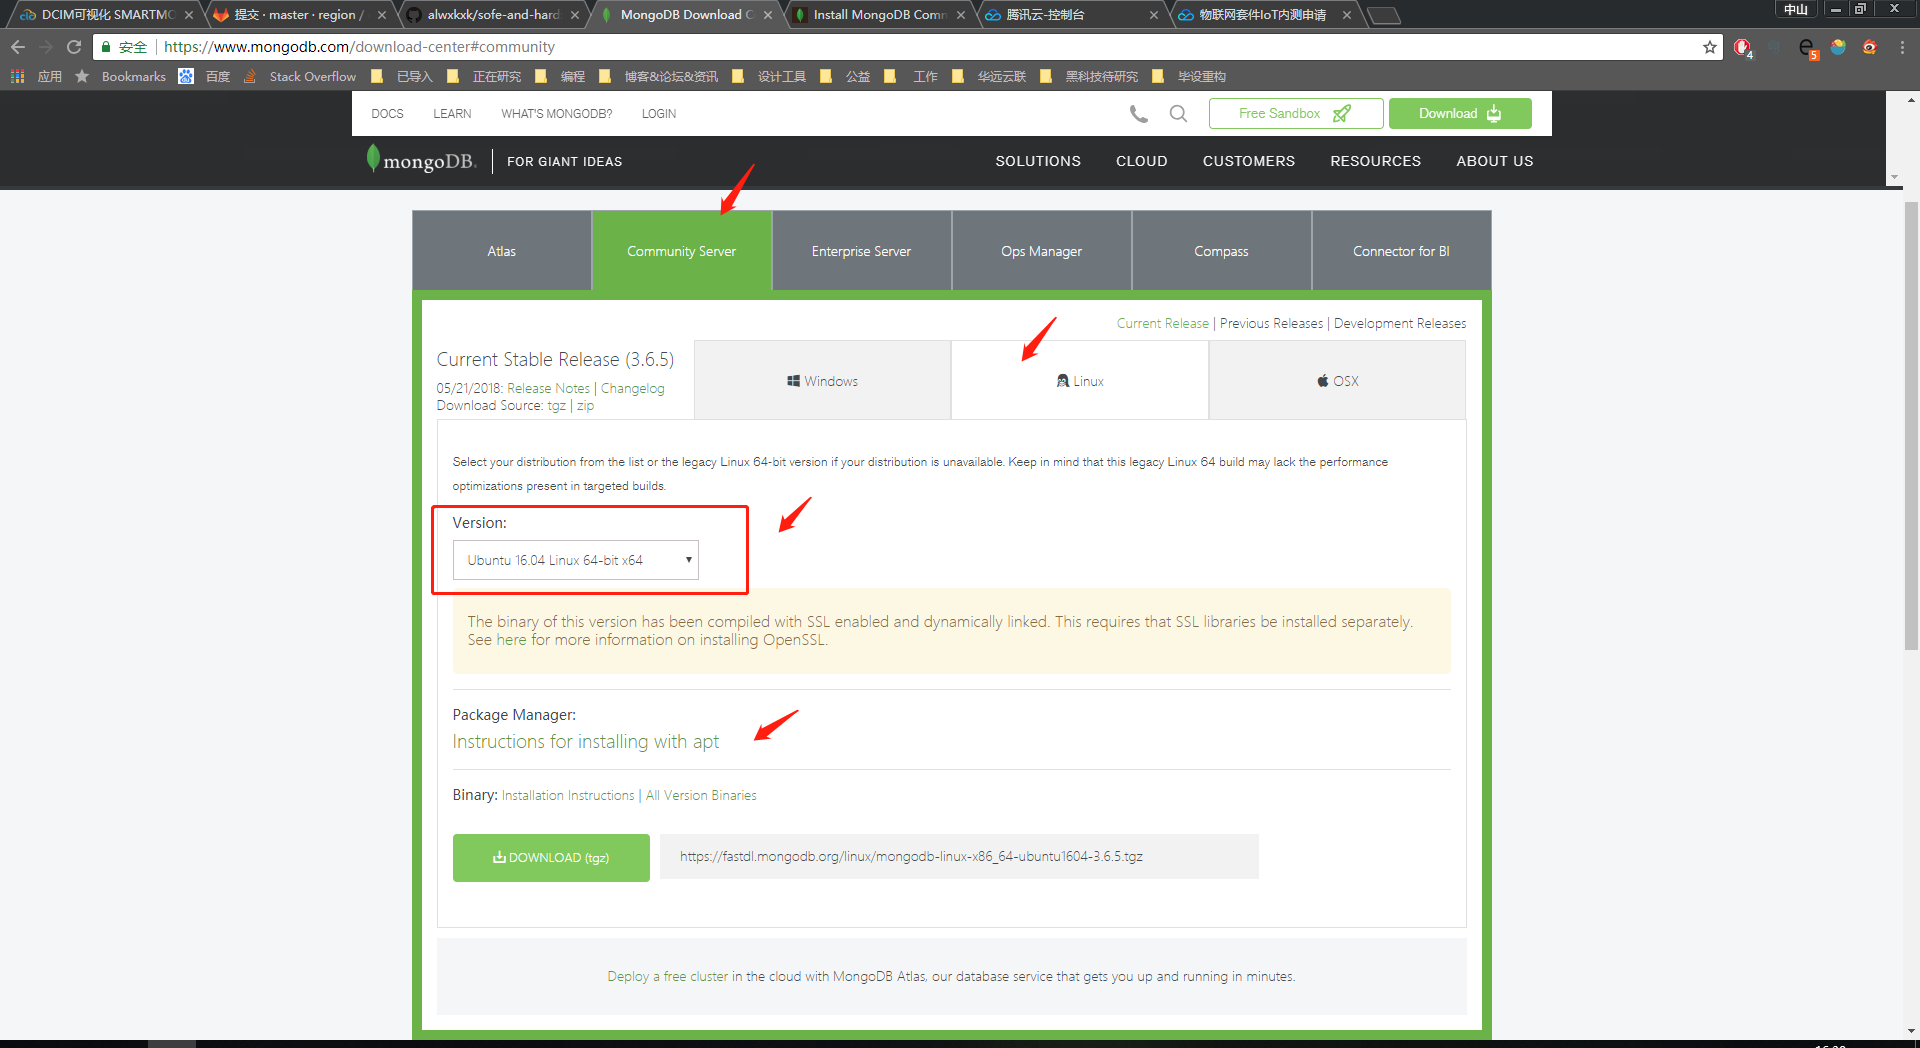 DCIM可视化 SMARTMO
提交 · master · region /
alwxkxk/sofe-and-hard
MongoDB Download C
Install MongoDB Comm
腾讯云-控制台
物联网套件IoT内测申请
中山
安全 https://www.mongodb.com/download-center#community
4
5
应用 Bookmarks 百度 Stack Overflow 已导入 正在研究 编程 博客&论坛&资讯 设计工具 公益 工作 华远云联 黑科技待研究 毕设重构
DOCS LEARN WHAT'S MONGODB? LOGIN Free Sandbox Download
mongoDB. FOR GIANT IDEAS SOLUTIONS CLOUD CUSTOMERS RESOURCES ABOUT US
Atlas Community Server Enterprise Server Ops Manager Compass Connector for BI
Current Release | Previous Releases | Development Releases
Current Stable Release (3.6.5)
05/21/2018: Release Notes | Changelog
Download Source: tgz | zip
Windows Linux OSX
Select your distribution from the list or the legacy Linux 64-bit version if your distribution is unavailable. Keep in mind that this legacy Linux 64 build may lack the performance
optimizations present in targeted builds.
Version:
Ubuntu 16.04 Linux 64-bit x64
The binary of this version has been compiled with SSL enabled and dynamically linked. This requires that SSL libraries be installed separately.
See here for more information on installing OpenSSL.
Package Manager:
Instructions for installing with apt
Binary: Installation Instructions | All Version Binaries
DOWNLOAD (tgz) https://fastdl.mongodb.org/linux/mongodb-linux-x86_64-ubuntu1604-3.6.5.tgz
Deploy a free cluster in the cloud with MongoDB Atlas, our database service that gets you up and running in minutes.